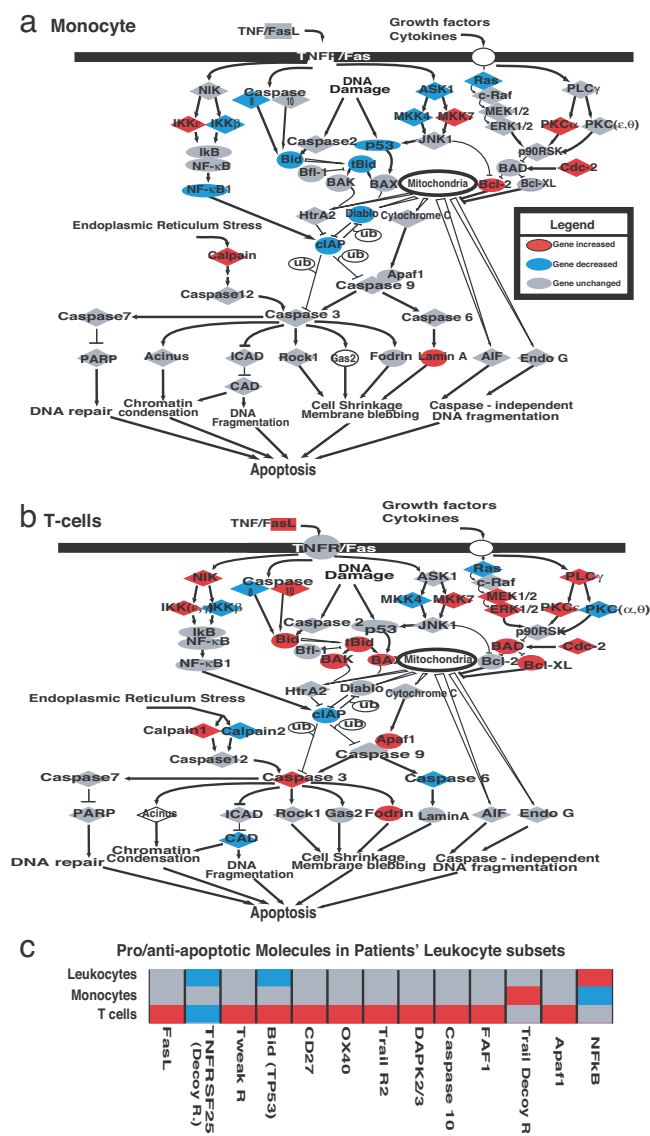 a Monocyte
TNF/FasL
Growth factors
Cytokines
TNFR/Fas
NIK
Caspase
8
10
DNA
Damage
ASK1
Ras
c-Raf
PLCγ
IKKε
IKKβ
MKK4
MKK7
MEK1/2
ERK1/2
PKCα
PKC(ε,θ)
IkB
NF-κB
Caspase2
p53
JNK1
p90RSK
Bid
tBid
Bfl-1
BAK
BAX
BAD
Cdc-2
NF-κB1
Mitochondria
Bcl-2
Bcl-XL
HtrA2
Diablo
Cytochrome C
Endoplasmic Reticulum Stress
cIAP
ub
ub
Legend
Gene increased
Gene decreased
Gene unchanged
Calpain
Apaf1
Caspase12
Caspase 9
Caspase7
Caspase 3
Caspase 6
PARP
Acinus
ICAD
Rock1
Gas2
Fodrin
Lamin A
AIF
Endo G
CAD
DNA repair
Chromatin
condensation
DNA
Fragmentation
Cell Shrinkage
Membrane blebbing
Caspase - independent
DNA fragmentation
Apoptosis
b T-cells
TNF/FasL
Growth factors
Cytokines
TNFR/Fas
NIK
Caspase
8
10
DNA
Damage
ASK1
Ras
c-Raf
PLCγ
IKKβ
MKK4
MKK7
MEK1/2
ERK1/2
PKCε
PKC(α,θ)
IkB
NF-κB
Caspase 2
p53
JNK1
p90RSK
Bid
tBid
Bfl-1
BAK
BA
BAD
Cdc-2
NF-κB1
Mitochondria
Bcl-2
Bcl-XL
HtrA2
Diablo
Cytochrome C
Endoplasmic Reticulum Stress
cIAP
ub
ub
Calpain1
Calpain2
Apaf1
Caspase12
Caspase 9
Caspase7
Caspase 3
Caspase 6
PARP
Acinus
ICAD
Rock1
Gas2
Fodrin
LaminA
AIF
Endo G
CAD
DNA repair
Chromatin
Condensation
DNA
Fragmentation
Cell Shrinkage
Membrane blebbing
Caspase - independent
DNA fragmentation
Apoptosis
c Pro/anti-apoptotic Molecules in Patients' Leukocyte subsets
Leukocytes
Monocytes
T cells
FasL
TNFRSF25
(Decoy R.)
Tweak R
Bid (TP53)
CD27
OX40
Trail R2
DAPK2/3
Caspase 10
FAF1
Trail Decoy R
Apaf1
NFkB